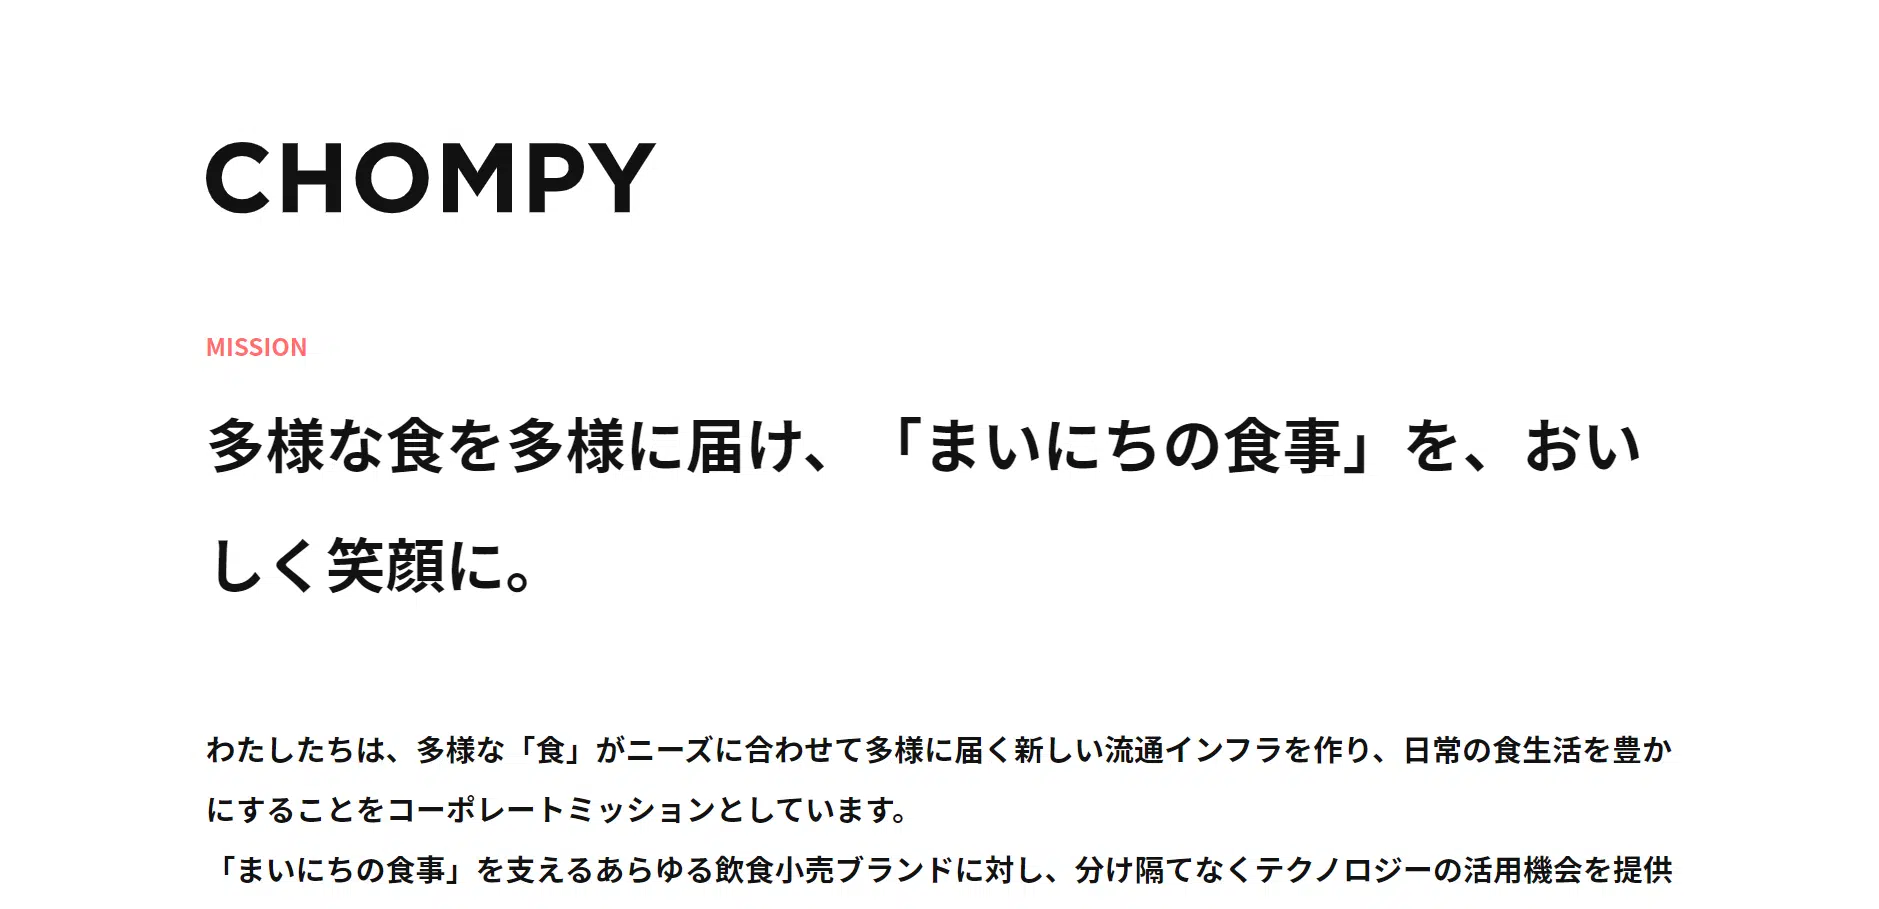 CHOMPY
MISSION
多様な食を多様に届け、「まいにちの食事」を、おい
しく笑顔に。
わたしたちは、多様な「食」がニーズに合わせて多様に届く新しい流通インフラを作り、日常の食生活を豊か
にすることをコーポレートミッションとしています。
「まいにちの食事」を支えるあらゆる飲食小売ブランドに対し、分け隔てなくテクノロジーの活用機会を提供